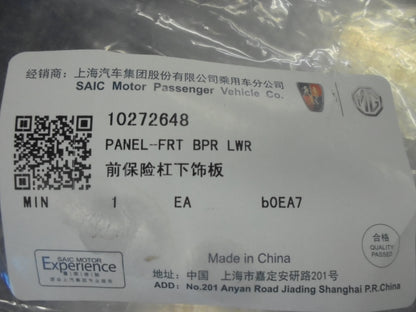 经销商：上海汽车集团股份有限公司乘用车分公司
SAIC Motor Passenger Vehicle Co.
MG
10272648
PANEL--FRT BPR LWR
前保险杠下饰板
MIN 1 EA b0EA7
合格
QUALITY PASSED
SAIC MOTOR
Experience
Made in China
地址：中国 上海市嘉定安研路201号
ADD: No.201 Anyan Road Jiading Shanghai P.R.China